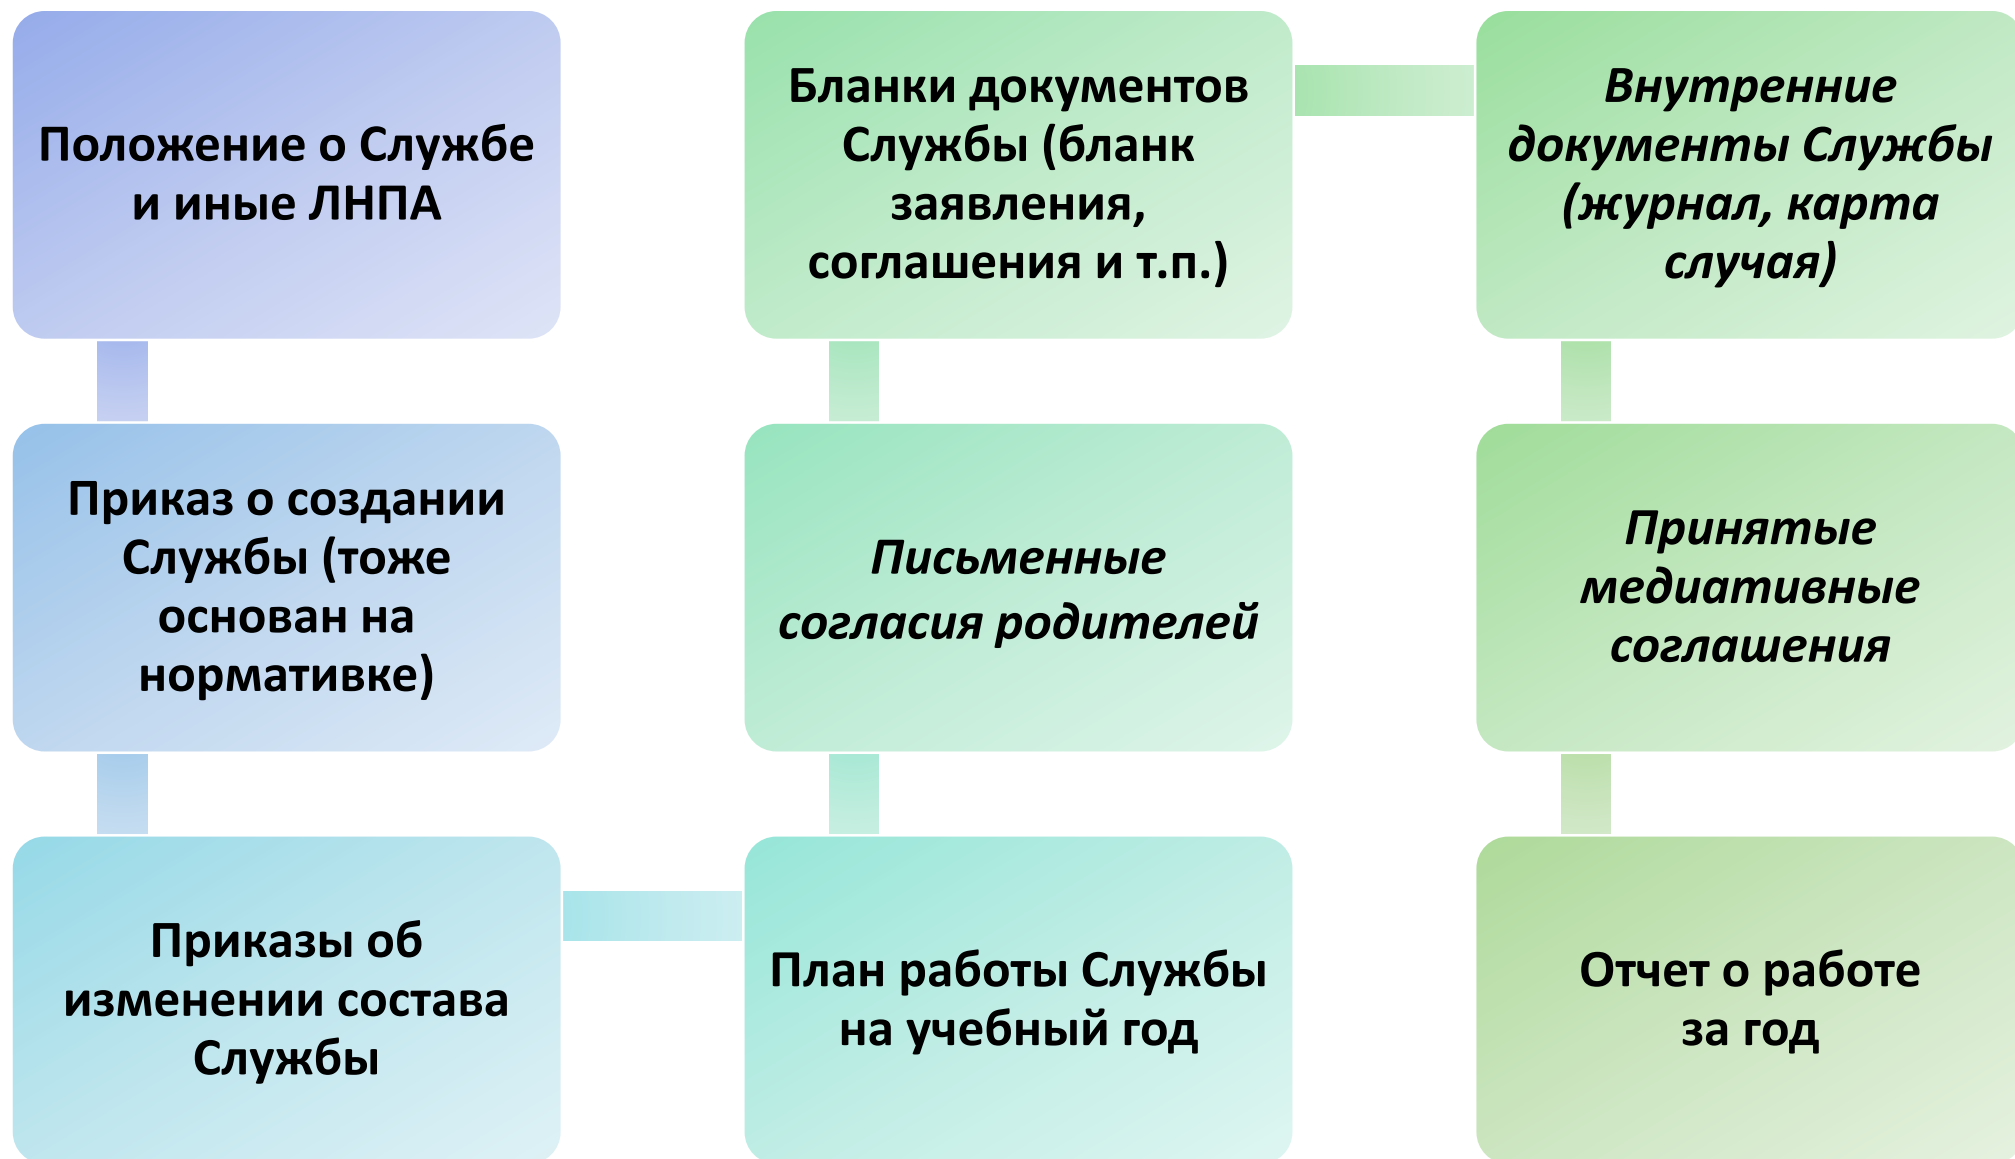 Положение о Службе
и иные ЛНПА
Приказ о создании
Службы (тоже
основан на
нормативке)
Приказы об
изменении состава
Службы
План работы Службы
на учебный год
Письменные
согласия родителей
Бланки документов
Службы (бланк
заявления,
соглашения и т.п.)
Внутренние
документы Службы
(журнал, карта
случая)
Принятые
медиативные
соглашения
Отчет о работе
за год